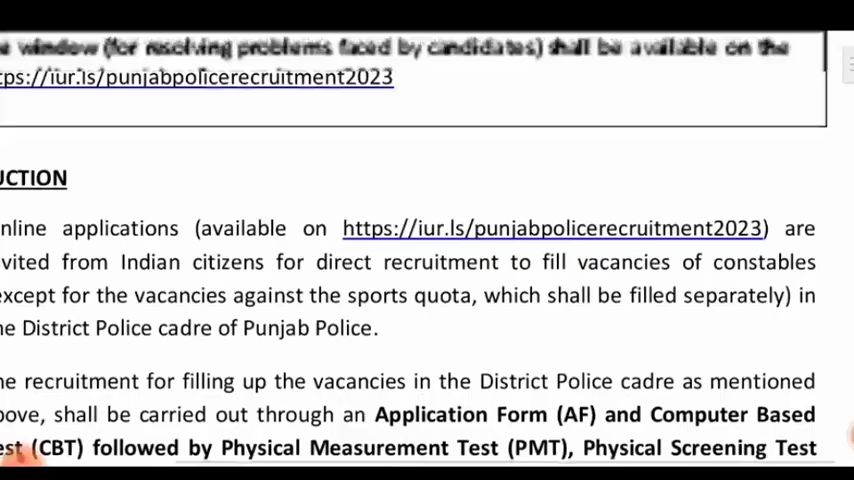 window (for resolving problems faced by candidates) shall be available on the
tps://iur.ls/punjabpolicerecruitment2023
UCTION
nline applications (available on https://iur.ls/punjabpolicerecruitment2023) are
vited from Indian citizens for direct recruitment to fill vacancies of constables
except for the vacancies against the sports quota, which shall be filled separately) in
he District Police cadre of Punjab Police.
he recruitment for filling up the vacancies in the District Police cadre as mentioned
bove, shall be carried out through an Application Form (AF) and Computer Based
est (CBT) followed by Physical Measurement Test (PMT), Physical Screening Test